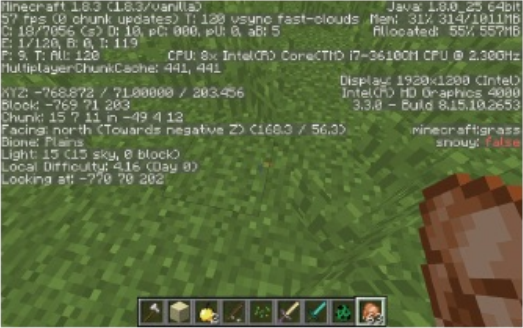 Minecraft 1.8.3 (1.8.3/vanilla)
57 fps (0 chunk updates) T: 120 vsync fast-clouds
C: 18/7056 (s) D: 10, pC: 000, pU: 0, aB: 5
E: 1/120, B: 0, I: 119
P: 9. T: All: 120
MultiplayerChunkCache: 441, 441
XYZ: -768.872 / 71.00000 / 203.456
Block: -769 71 203
Chunk: 15 7 11 in -49 4 12
Facing: north (Towards negative Z) (168.3 / 56.3)
Biome: Plains
Light: 15 (15 sky, 0 block)
Local Difficulty: 4.16 (Day 0)
Looking at: -770 70 202
Java: 1.8.0_25 64bit
Mem: 31% 314/1011MB
Allocated: 55% 557MB
CPU: 8x Intel(R) Core(TM) i7-3610QM CPU @ 2.30GHz
Display: 1920x1200 (Intel)
Intel(R) HD Graphics 4000
3.3.0 - Build 8.15.10.2653
minecraft:grass
snowy: false